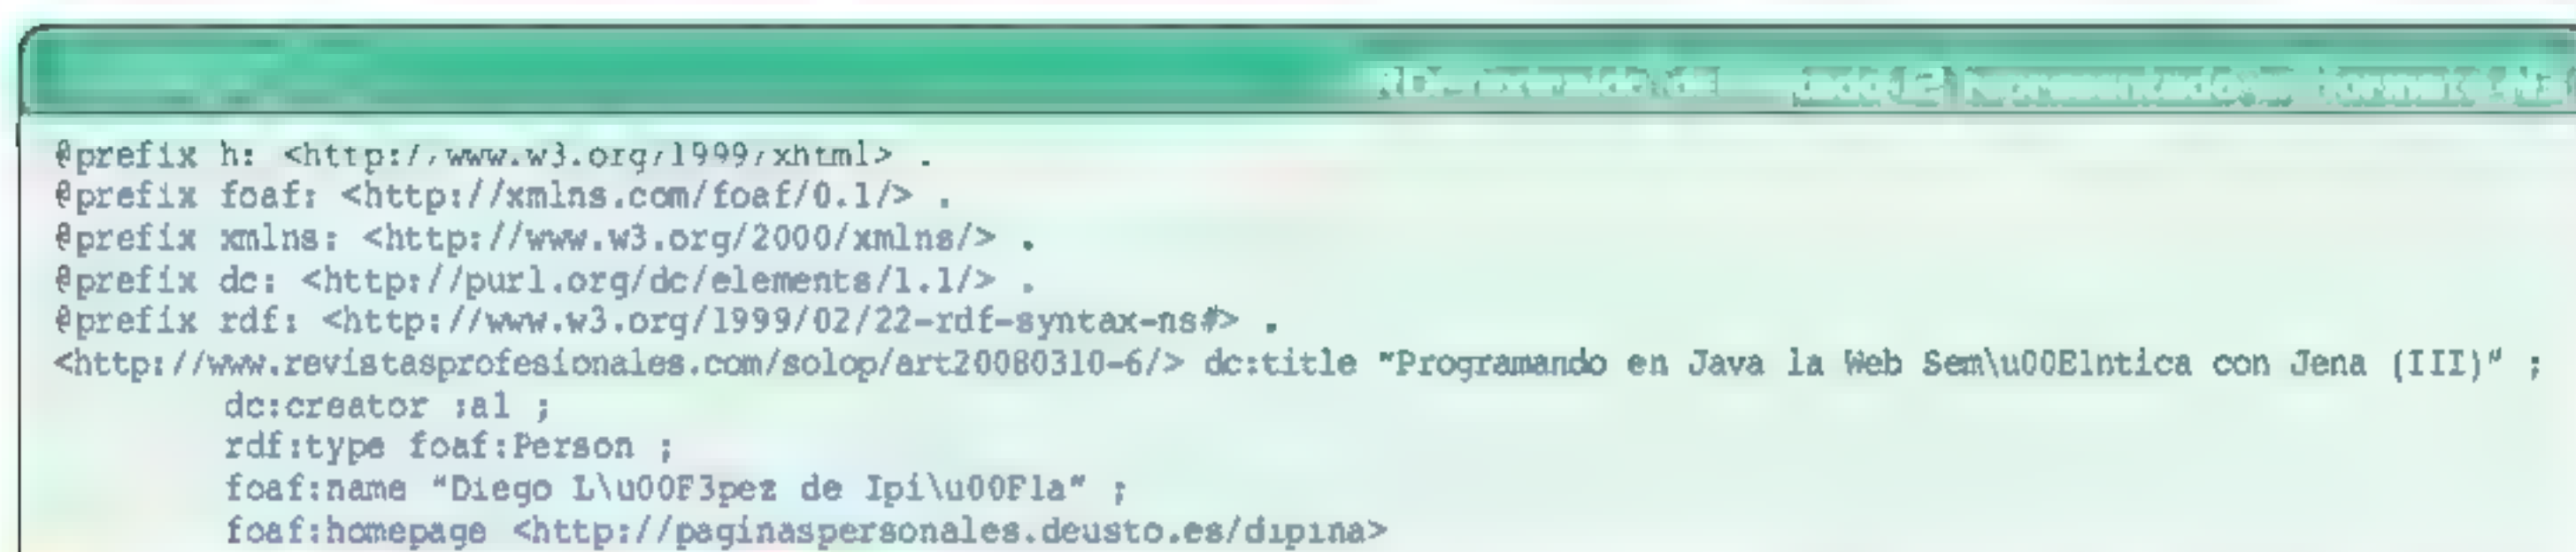 @prefix h: <http://www.w3.org/1999/xhtml> .
@prefix foaf: <http://xmlns.com/foaf/0.1/> .
@prefix xmlns: <http://www.w3.org/2000/xmlns/> .
@prefix dc: <http://purl.org/dc/elements/1.1/> .
@prefix rdf: <http://www.w3.org/1999/02/22-rdf-syntax-ns#> .
<http://www.revistasprofesionales.com/solop/art20080310-6/> dc:title "Programando en Java la Web Sem\u00E1ntica con Jena (III)" ;
dc:creator :a1 ;
rdf:type foaf:Person ;
foaf:name "Diego L\u00F3pez de Ipi\u00F1a" ;
foaf:homepage <http://paginaspersonales.deusto.es/dipina>